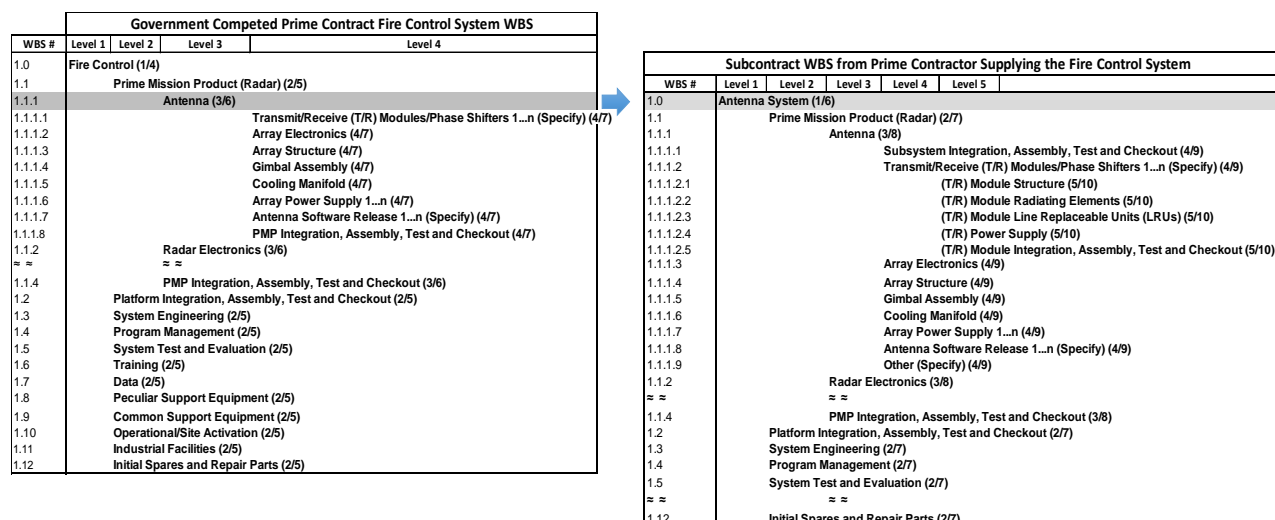 Government Competed Prime Contract Fire Control System WBS
WBS # Level 1 Level 2 Level 3 Level 4
1.0 Fire Control (1/4)
1.1 Prime Mission Product (Radar) (2/5)
1.1.1 Antenna (3/6)
1.1.1.1 Transmit/Receive (T/R) Modules/Phase Shifters 1...n (Specify) (4/7)
1.1.1.2 Array Electronics (4/7)
1.1.1.3 Array Structure (4/7)
1.1.1.4 Gimbal Assembly (4/7)
1.1.1.5 Cooling Manifold (4/7)
1.1.1.6 Array Power Supply 1...n (4/7)
1.1.1.7 Antenna Software Release 1...n (Specify) (4/7)
1.1.1.8 PMP Integration, Assembly, Test and Checkout (4/7)
1.1.2 Radar Electronics (3/6)
≈ ≈ ≈ ≈
1.1.4 PMP Integration, Assembly, Test and Checkout (3/6)
1.2 Platform Integration, Assembly, Test and Checkout (2/5)
1.3 System Engineering (2/5)
1.4 Program Management (2/5)
1.5 System Test and Evaluation (2/5)
1.6 Training (2/5)
1.7 Data (2/5)
1.8 Peculiar Support Equipment (2/5)
1.9 Common Support Equipment (2/5)
1.10 Operational/Site Activation (2/5)
1.11 Industrial Facilities (2/5)
1.12 Initial Spares and Repair Parts (2/5)
Subcontract WBS from Prime Contractor Supplying the Fire Control System
WBS # Level 1 Level 2 Level 3 Level 4 Level 5
1.0 Antenna System (1/6)
1.1 Prime Mission Product (Radar) (2/7)
1.1.1 Antenna (3/8)
1.1.1.1 Subsystem Integration, Assembly, Test and Checkout (4/9)
1.1.1.2 Transmit/Receive (T/R) Modules/Phase Shifters 1...n (Specify) (4/9)
1.1.1.2.1 (T/R) Module Structure (5/10)
1.1.1.2.2 (T/R) Module Radiating Elements (5/10)
1.1.1.2.3 (T/R) Module Line Replaceable Units (LRUs) (5/10)
1.1.1.2.4 (T/R) Power Supply (5/10)
1.1.1.2.5 (T/R) Module Integration, Assembly, Test and Checkout (5/10)
1.1.1.3 Array Electronics (4/9)
1.1.1.4 Array Structure (4/9)
1.1.1.5 Gimbal Assembly (4/9)
1.1.1.6 Cooling Manifold (4/9)
1.1.1.7 Array Power Supply 1...n (4/9)
1.1.1.8 Antenna Software Release 1...n (Specify) (4/9)
1.1.1.9 Other (Specify) (4/9)
1.1.2 Radar Electronics (3/8)
≈ ≈ ≈ ≈
1.1.4 PMP Integration, Assembly, Test and Checkout (3/8)
1.2 Platform Integration, Assembly, Test and Checkout (2/7)
1.3 System Engineering (2/7)
1.4 Program Management (2/7)
1.5 System Test and Evaluation (2/7)
≈ ≈ ≈ ≈
1.12 Initial Spares and Repair Parts (2/7)